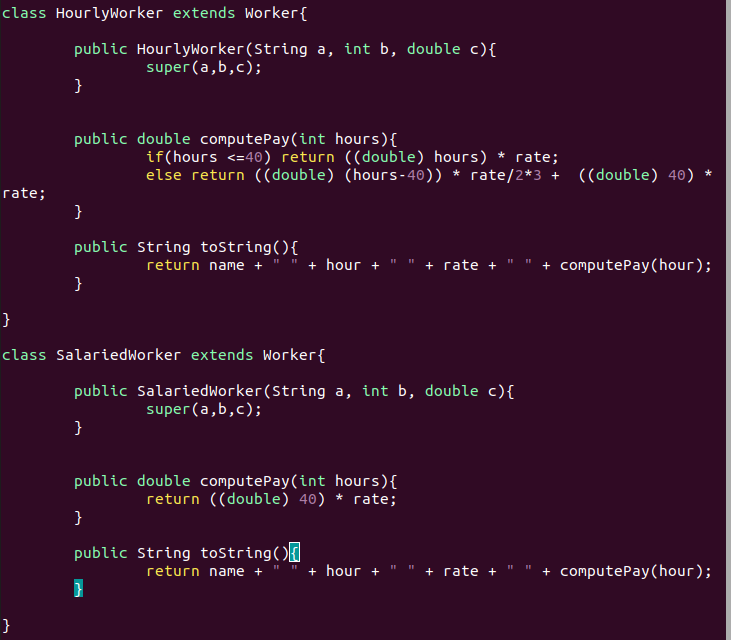 class HourlyWorker extends Worker{
public HourlyWorker(String a, int b, double c){
super(a,b,c);
}
public double computePay(int hours){
if(hours <=40) return ((double) hours) * rate;
else return ((double) (hours-40)) * rate/2*3 +  ((double) 40) *
rate;
}
public String toString(){
return name + " " + hour + " " + rate + " " + computePay(hour);
}
}
class SalariedWorker extends Worker{
public SalariedWorker(String a, int b, double c){
super(a,b,c);
}
public double computePay(int hours){
return ((double) 40) * rate;
}
public String toString(){
return name + " " + hour + " " + rate + " " + computePay(hour);
}
}